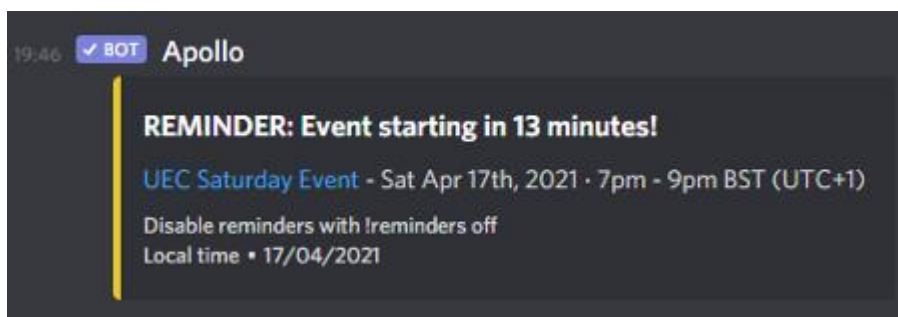 19:46 ✓ BOT Apollo
REMINDER: Event starting in 13 minutes!
UEC Saturday Event - Sat Apr 17th, 2021 · 7pm - 9pm BST (UTC+1)
Disable reminders with !reminders off
Local time • 17/04/2021